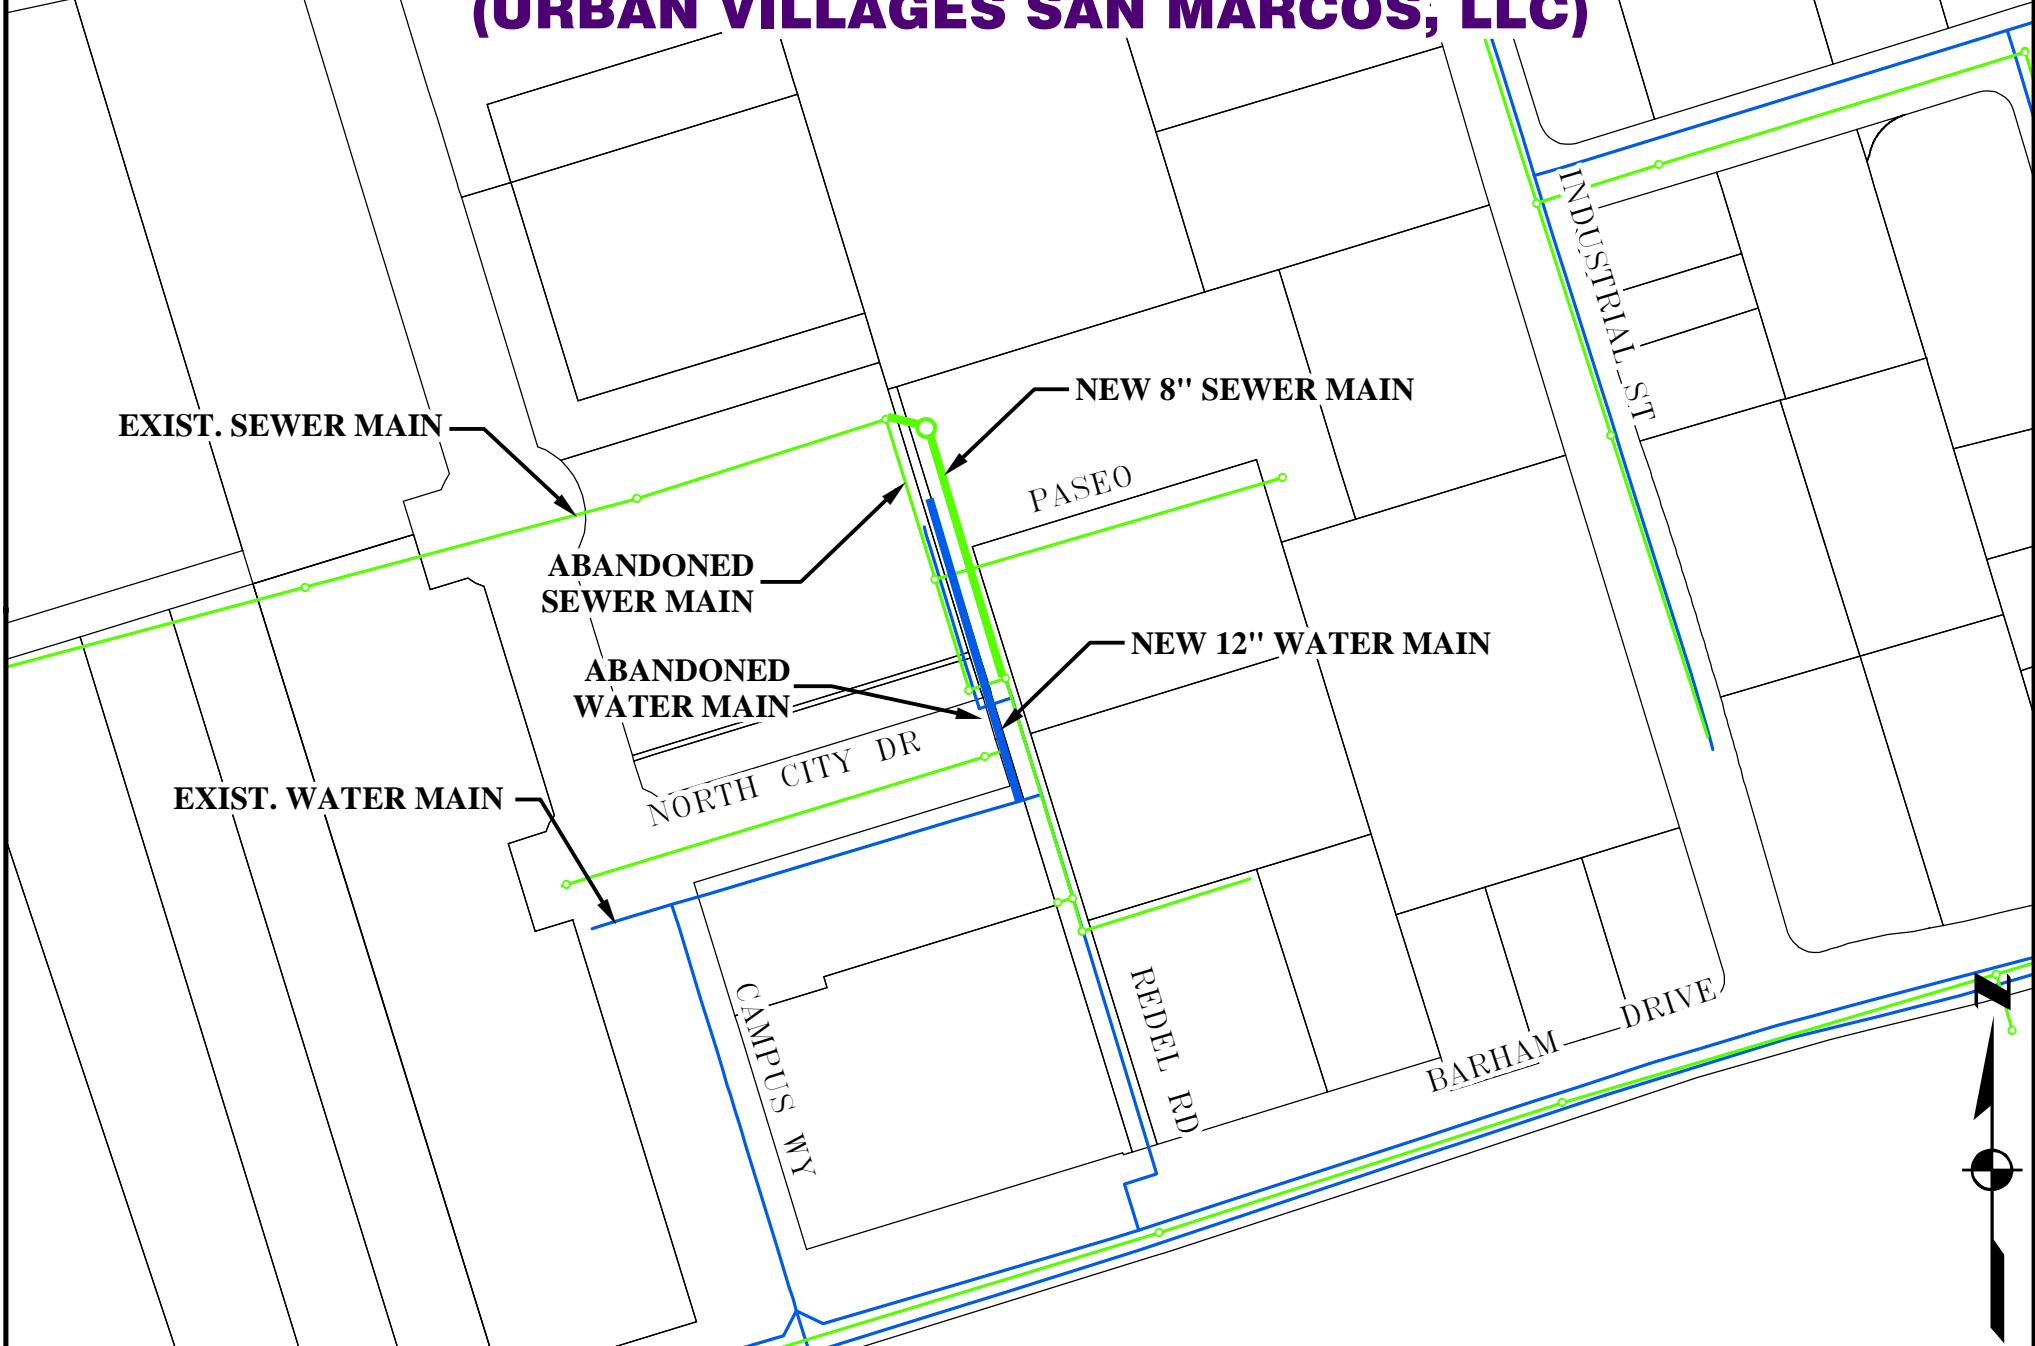 (URBAN VILLAGES SAN MARCOS, LLC)
INDUSTRIAL ST
NEW 8" SEWER MAIN
EXIST. SEWER MAIN
PASEO
ABANDONED
SEWER MAIN
NEW 12" WATER MAIN
ABANDONED
WATER MAIN
NORTH CITY DR
EXIST. WATER MAIN
CAMPUS WY
REDEL RD
BARHAM DRIVE
N